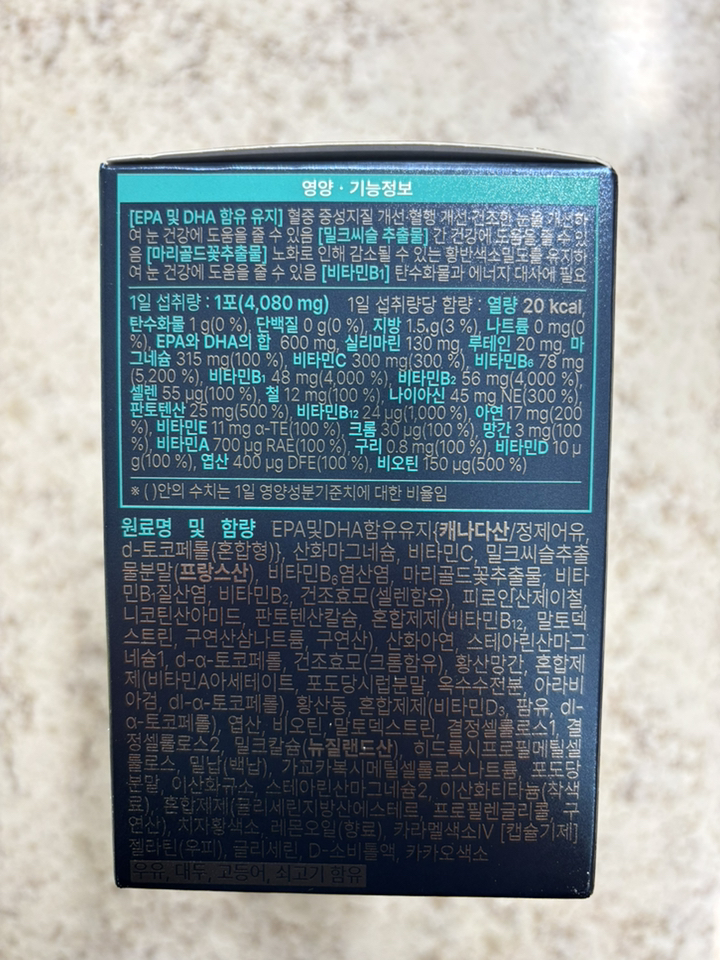 영양 · 기능정보
[EPA 및 DHA 함유 유지] 혈중 중성지질 개선·혈행 개선·건조한 눈을 개선하
여 눈 건강에 도움을 줄 수 있음 [밀크씨슬 추출물] 간 건강에 도움을 줄 수 있
음 [마리골드꽃추출물] 노화로 인해 감소될 수 있는 황반색소밀도를 유지하
여 눈 건강에 도움을 줄 수 있음 [비타민B₁] 탄수화물과 에너지 대사에 필요
1일 섭취량 : 1포(4,080 mg) 1일 섭취량당 함량 : 열량 20 kcal,
탄수화물 1 g(0 %), 단백질 0 g(0 %), 지방 1.5 g(3 %), 나트륨 0 mg(0
%), EPA와 DHA의 합 600 mg, 실리마린 130 mg, 루테인 20 mg, 마
그네슘 315 mg(100 %), 비타민C 300 mg(300 %), 비타민B₆ 78 mg
(5,200 %), 비타민B₁ 48 mg(4,000 %), 비타민B₂ 56 mg(4,000 %),
셀렌 55 μg(100 %), 철 12 mg(100 %), 나이아신 45 mg NE(300 %),
판토텐산 25 mg(500 %), 비타민B₁₂ 24 μg(1,000 %), 아연 17 mg(200
%), 비타민E 11 mg α-TE(100 %), 크롬 30 μg(100 %), 망간 3 mg(100
%), 비타민A 700 μg RAE(100 %), 구리 0.8 mg(100 %), 비타민D 10 μ
g(100 %), 엽산 400 μg DFE(100 %), 비오틴 150 μg(500 %)
※ ( )안의 수치는 1일 영양성분기준치에 대한 비율임
원료명 및 함량 EPA및DHA함유유지{캐나다산/정제어유,
d-토코페롤(혼합형)}, 산화마그네슘, 비타민C, 밀크씨슬추출
물분말(프랑스산), 비타민B₆염산염, 마리골드꽃추출물, 비타
민B₁질산염, 비타민B₂, 건조효모(셀렌함유), 피로인산제이철,
니코틴산아미드, 판토텐산칼슘, 혼합제제(비타민B₁₂, 말토덱
스트린, 구연산삼나트륨, 구연산), 산화아연, 스테아린산마그
네슘1, d-α-토코페롤, 건조효모(크롬함유), 황산망간, 혼합제
제(비타민A아세테이트, 포도당시럽분말, 옥수수전분, 아라비
아검, dl-α-토코페롤), 황산동, 혼합제제(비타민D₃, 팜유, dl-
α-토코페롤), 엽산, 비오틴, 말토덱스트린, 결정셀룰로스1, 결
정셀룰로스2, 밀크칼슘(뉴질랜드산), 히드록시프로필메틸셀
룰로스, 밀납(백납), 가교카복시메틸셀룰로스나트륨, 포도당
분말, 이산화규소, 스테아린산마그네슘2, 이산화티타늄(착색
료), 혼합제제(글리세린지방산에스테르, 프로필렌글리콜, 구
연산), 치자황색소, 레몬오일(향료), 카라멜색소IV [캡슐기제]
젤라틴(우피), 글리세린, D-소비톨액, 카카오색소
우유, 대두, 고등어, 쇠고기 함유